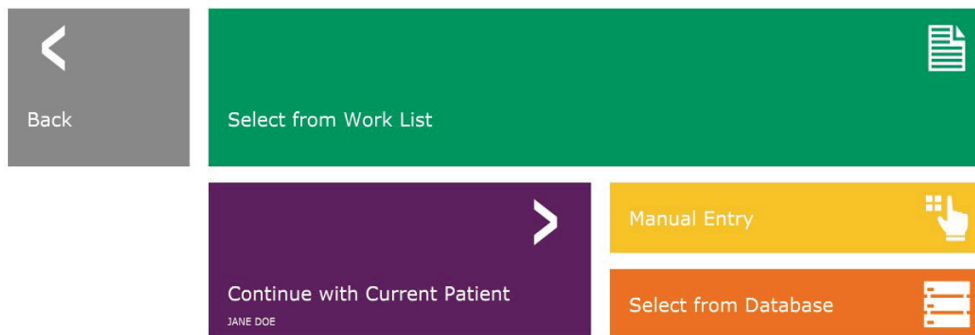 Back
Select from Work List
Continue with Current Patient
JANE DOE
Manual Entry
Select from Database